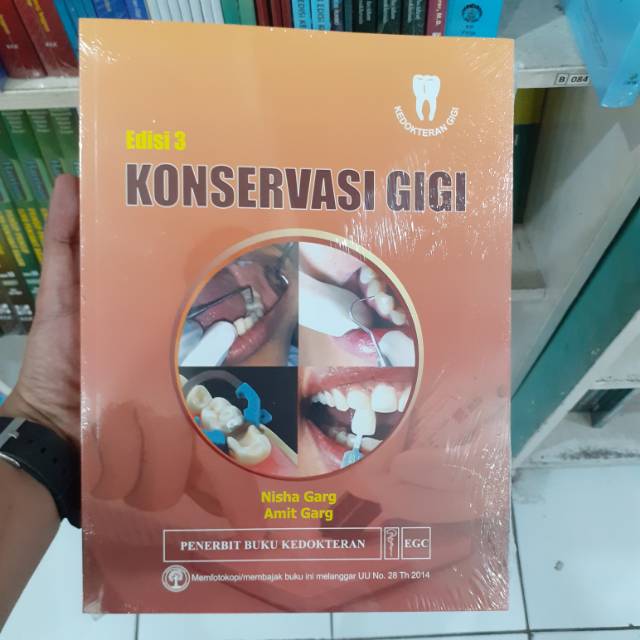 KEDOKTERAN GIGI
Edisi 3
KONSERVASI GIGI
Nisha Garg
Amit Garg
PENERBIT BUKU KEDOKTERAN
EGC
Memfotokopi/membajak buku ini melanggar UU No. 28 Th 2014
B 084